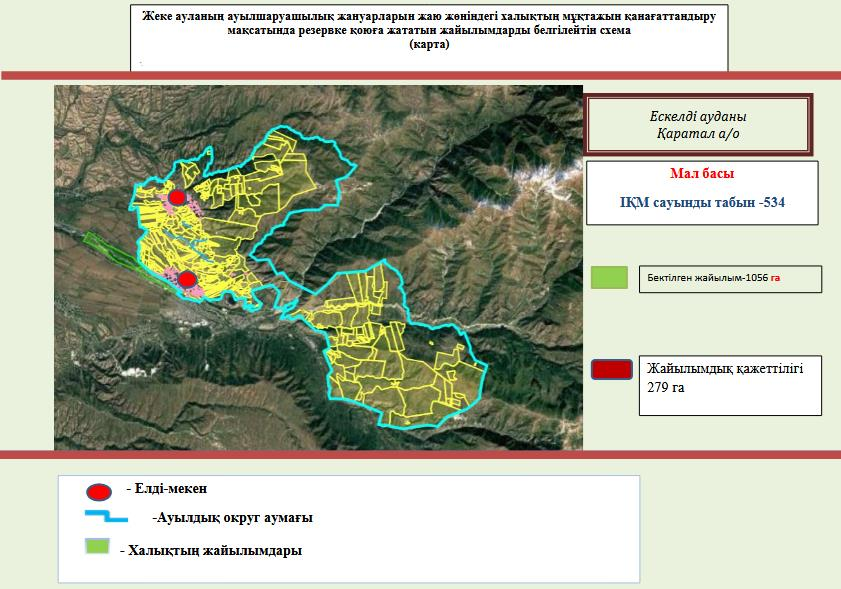 Жеке ауланың ауылшаруашылық жануарларын жаю жөніндегі халықтың мұқтажын қанағаттандыру
мақсатында резервке қоюға жататын жайылымдарды белгілейтін схема
(карта)
Ескелді ауданы
Қаратал а/о
Мал басы
ІҚМ сауынды табын -534
Бектілген жайылым-1056 га
Жайылымдық қажеттілігі
279 га
- Елді-мекен
-Ауылдық округ аумағы
- Халықтың жайылымдары